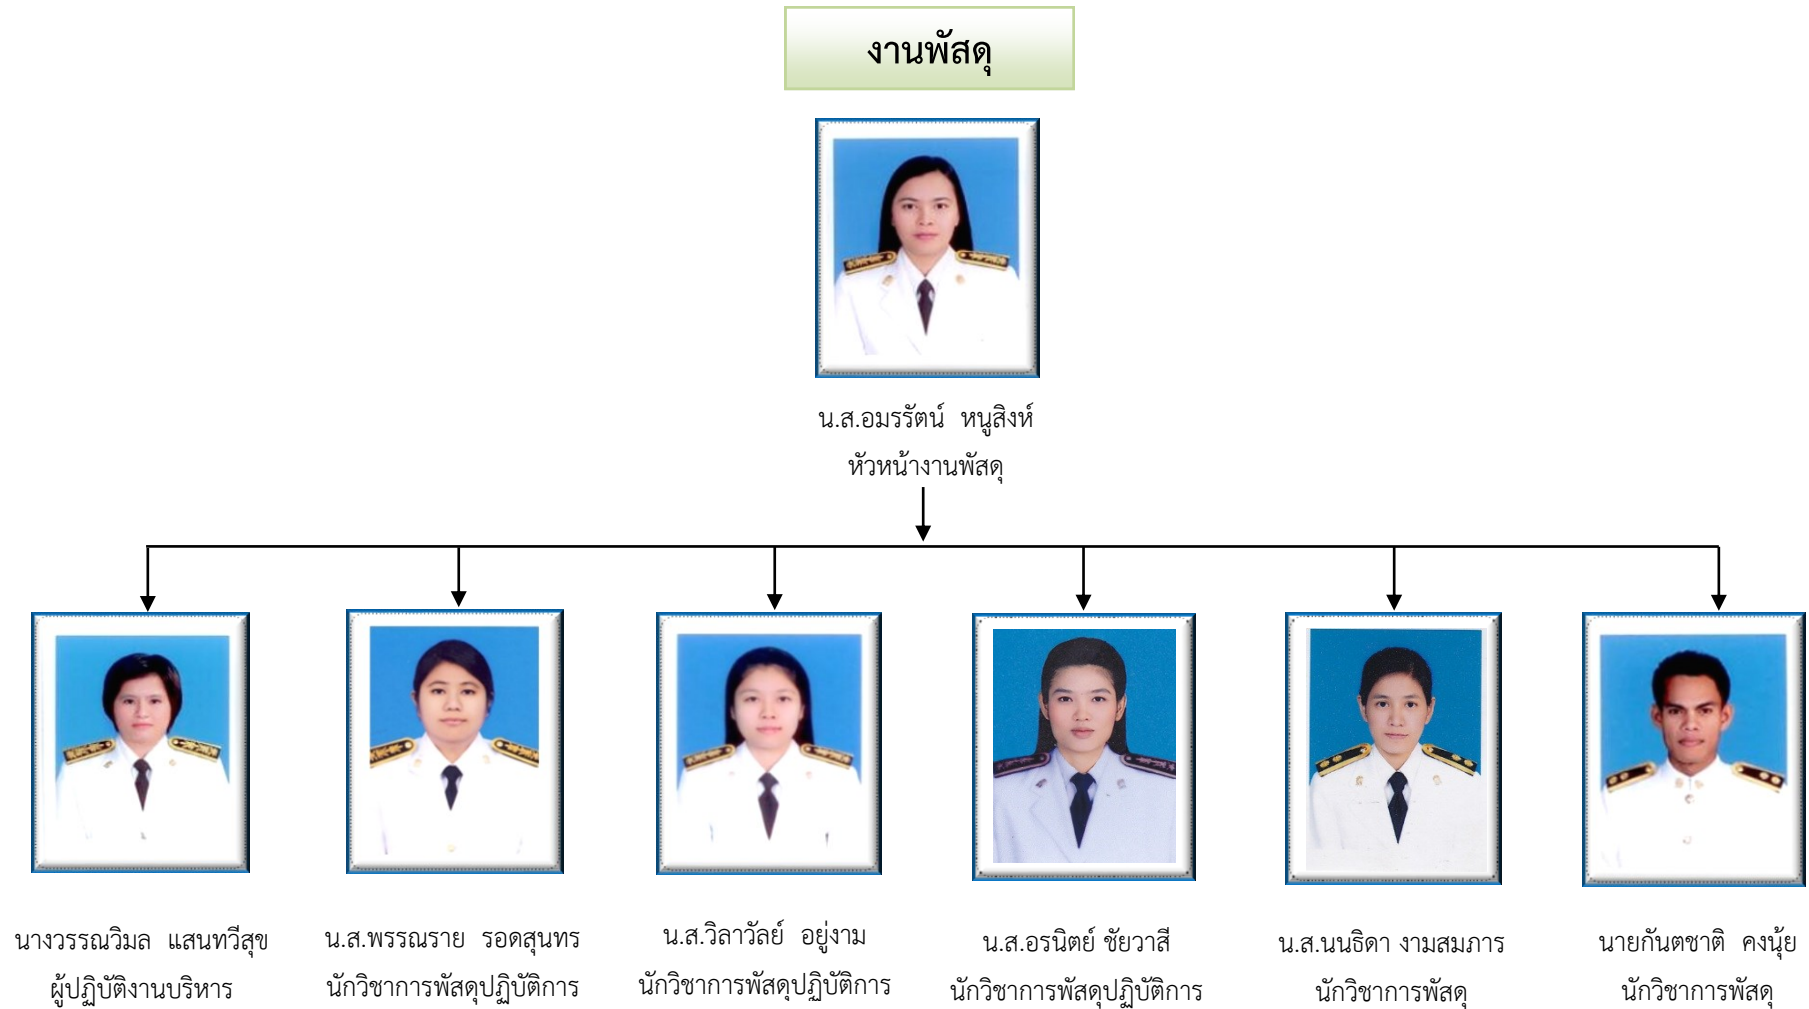 งานพัสดุ
น.ส.อมรรัตน์ หนูสิงห์
หัวหน้างานพัสดุ
นางวรรณวิมล แสนทวีสุข
ผู้ปฏิบัติงานบริหาร
น.ส.พรรณราย รอดสุนทร
นักวิชาการพัสดุปฏิบัติการ
น.ส.วิลาวัลย์ อยู่งาม
นักวิชาการพัสดุปฏิบัติการ
น.ส.อรนิตย์ ชัยวาสี
นักวิชาการพัสดุปฏิบัติการ
น.ส.นนธิดา งามสมภาร
นักวิชาการพัสดุ
นายกันตชาติ คงนุ้ย
นักวิชาการพัสดุ